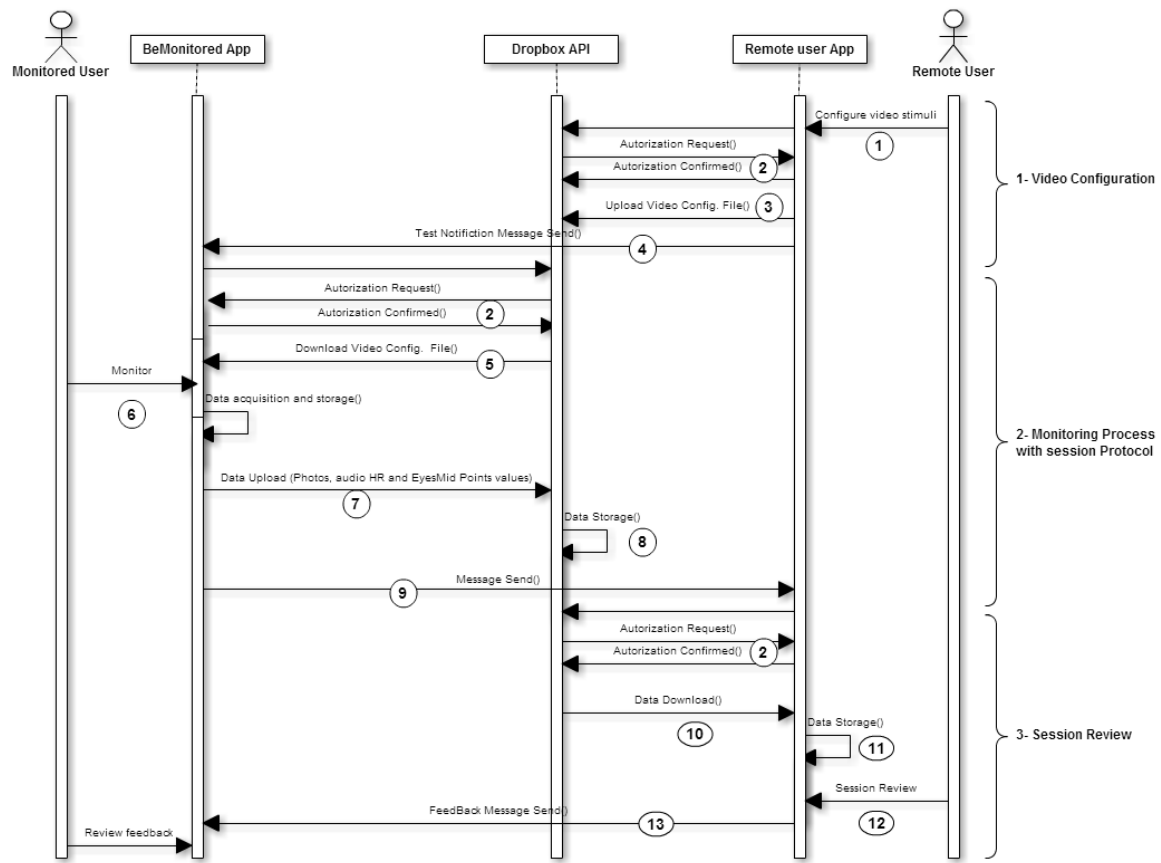 BeMonitored App
Dropbox API
Remote user App
Monitored User
Remote User
Configure video stimuli
1
Autorization Request()
Autorization Confirmed()
2
1- Video Configuration
Upload Video Config. File()
3
Test Notifiction Message Send()
4
Autorization Request()
Autorization Confirmed()
2
Download Video Config. File()
5
Monitor
6
Data acquisition and storage()
2- Monitoring Process
with session Protocol
Data Upload (Photos, audio HR and EyesMid Points values)
7
Data Storage()
8
Message Send()
9
Autorization Request()
Autorization Confirmed()
2
Data Download()
10
Data Storage()
11
3- Session Review
Session Review
12
FeedBack Message Send()
13
Review feedback